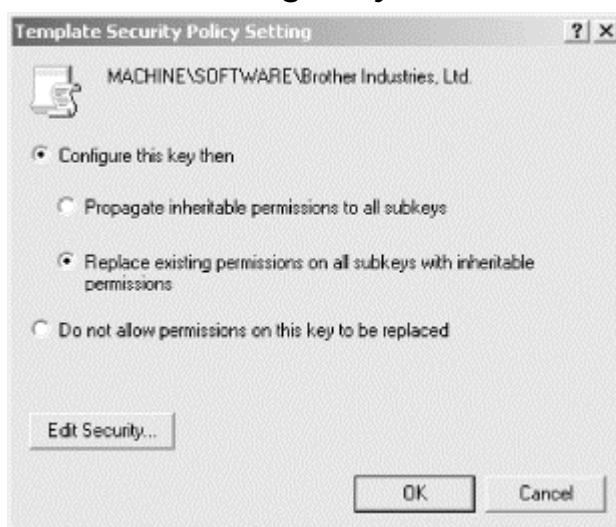 Template Security Policy Setting
MACHINE\SOFTWARE\Brother Industries, Ltd.
Configure this key then
Propagate inheritable permissions to all subkeys
Replace existing permissions on all subkeys with inheritable
permissions
Do not allow permissions on this key to be replaced
Edit Security...
OK Cancel